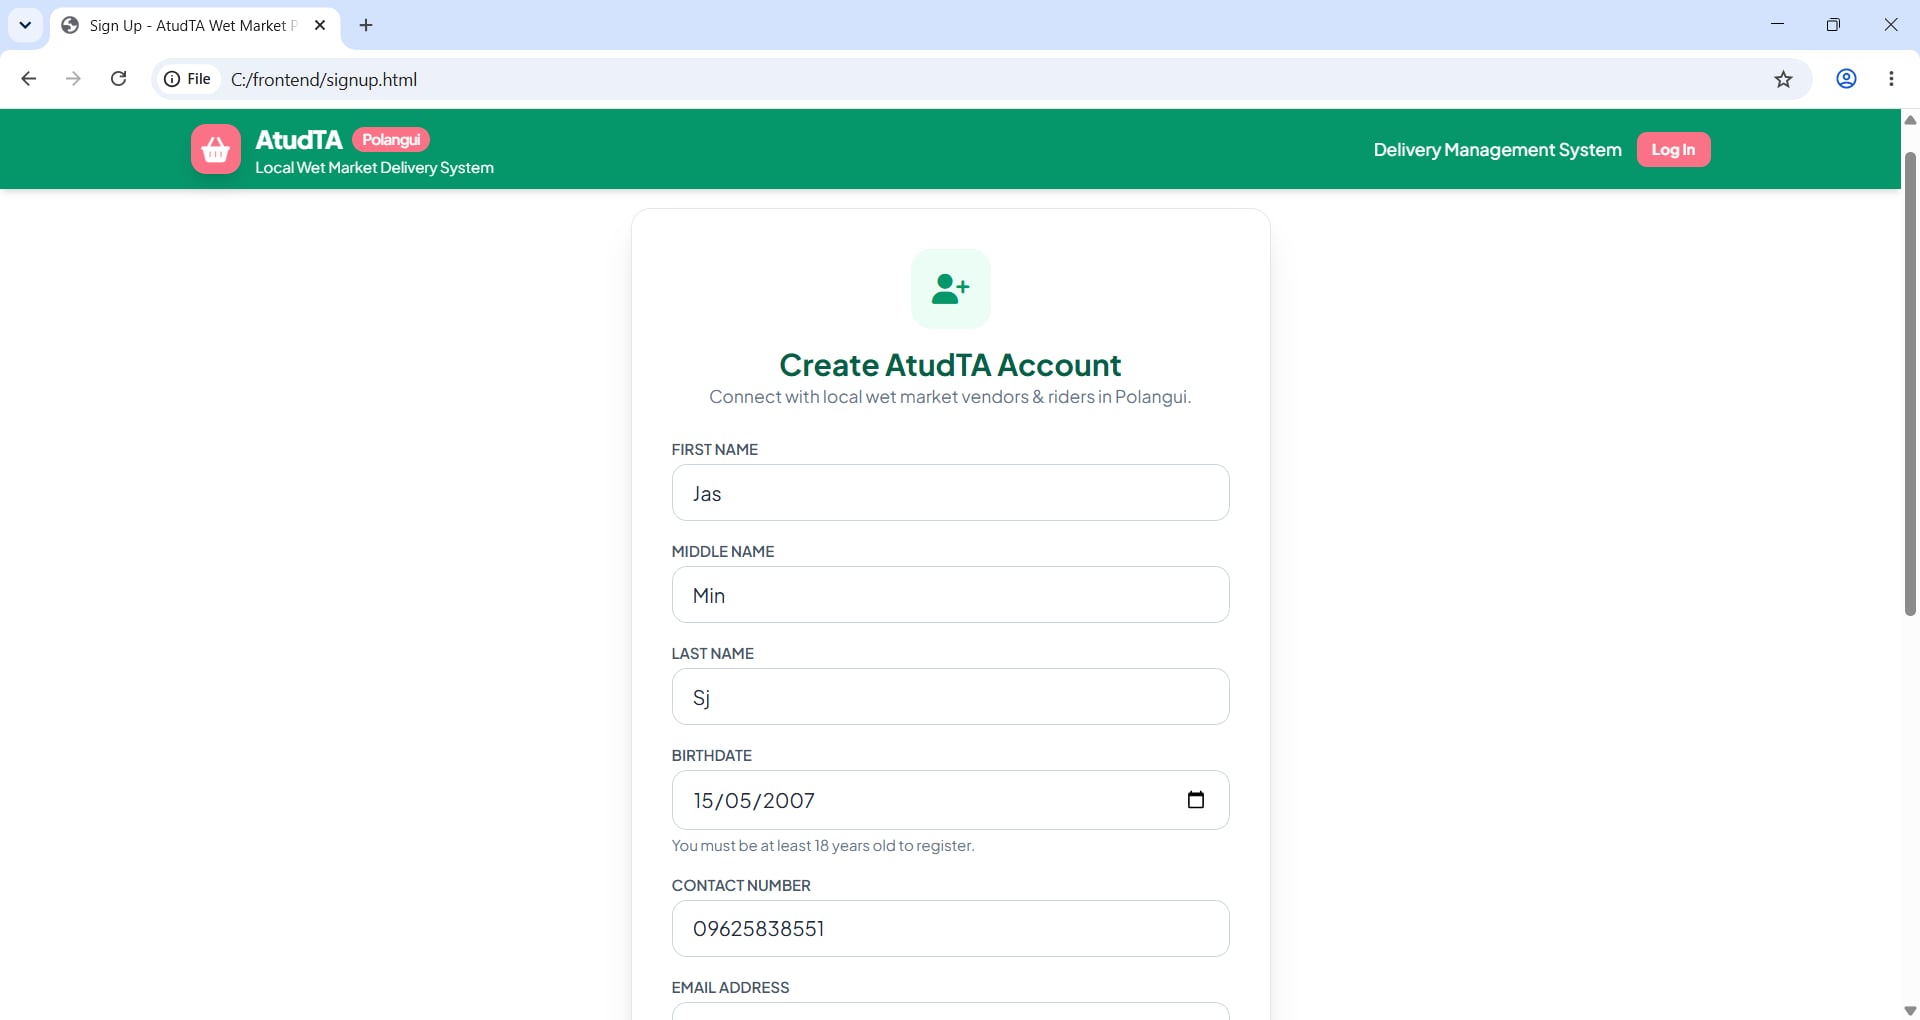 Sign Up - AtudTA Wet Market P
File
C:/frontend/signup.html
AtudTA Polangui
Local Wet Market Delivery System
Delivery Management System
Log In
Create AtudTA Account
Connect with local wet market vendors & riders in Polangui.
FIRST NAME
Jas
MIDDLE NAME
Min
LAST NAME
Sj
BIRTHDATE
15/05/2007
You must be at least 18 years old to register.
CONTACT NUMBER
09625838551
EMAIL ADDRESS